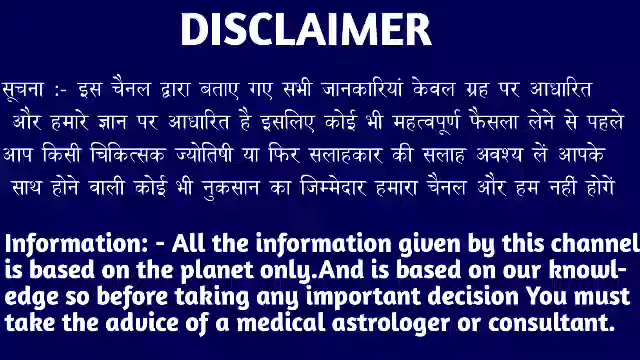 DISCLAIMER
सूचना :- इस चैनल द्वारा बताए गए सभी जानकारियां केवल ग्रह पर आधारित
और हमारे ज्ञान पर आधारित है इसलिए कोई भी महत्वपूर्ण फैसला लेने से पहले
आप किसी चिकित्सक ज्योतिषी या फिर सलाहकार की सलाह अवश्य लें आपके
साथ होने वाली कोई भी नुकसान का जिम्मेदार हमारा चैनल और हम नहीं होगें
Information: - All the information given by this channel
is based on the planet only.And is based on our knowl-
edge so before taking any important decision You must
take the advice of a medical astrologer or consultant.